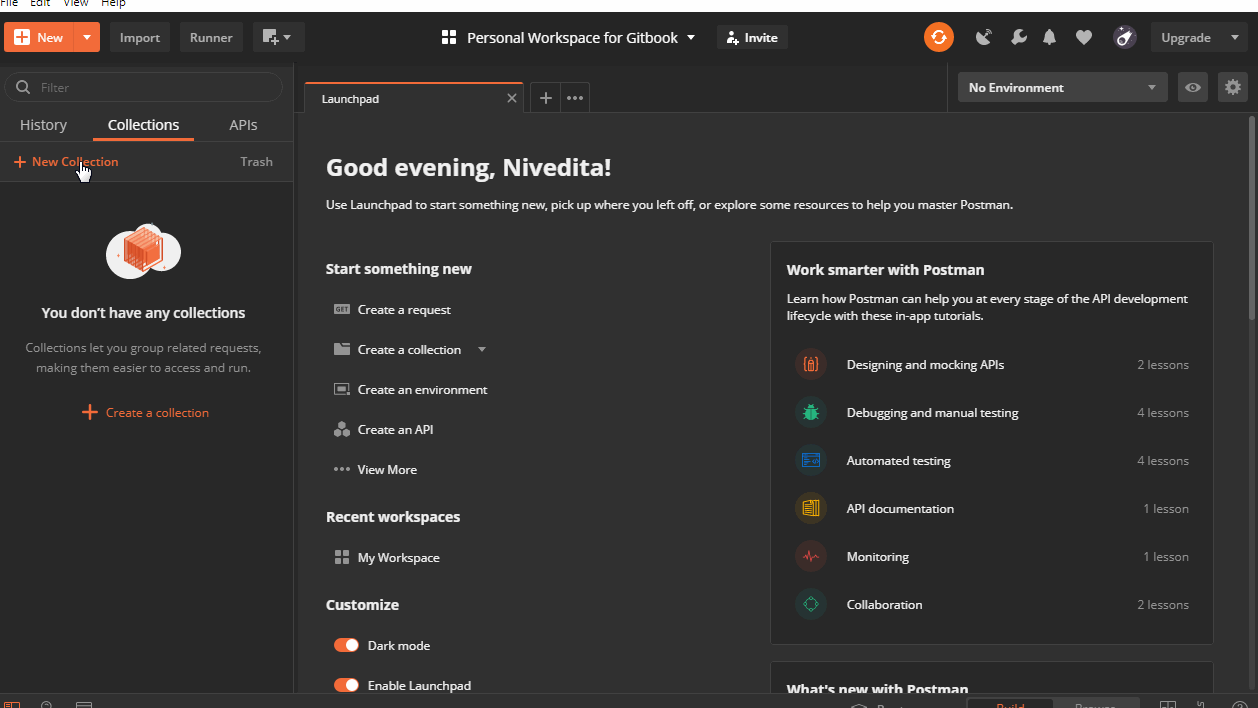 File Edit View Help
New Import Runner
Personal Workspace for Gitbook
Invite
Upgrade
Filter
History Collections APIs
New Collection Trash
You don't have any collections
Collections let you group related requests,
making them easier to access and run.
Create a collection
Launchpad
No Environment
Good evening, Nivedita!
Use Launchpad to start something new, pick up where you left off, or explore some resources to help you master Postman.
Start something new
GET Create a request
Create a collection
Create an environment
Create an API
View More
Recent workspaces
My Workspace
Customize
Dark mode
Enable Launchpad
Work smarter with Postman
Learn how Postman can help you at every stage of the API development
lifecycle with these in-app tutorials.
Designing and mocking APIs 2 lessons
Debugging and manual testing 4 lessons
Automated testing 4 lessons
API documentation 1 lesson
Monitoring 1 lesson
Collaboration 2 lessons
What's new with Postman
Build Browse